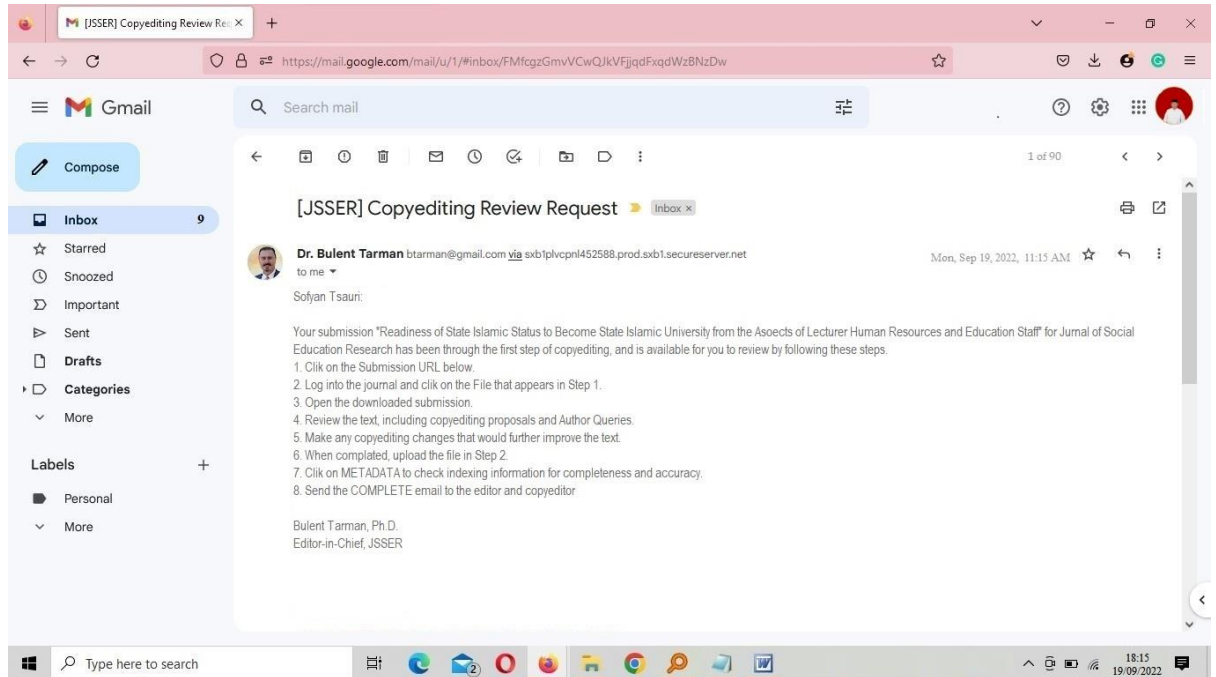 [JSSER] Copyediting Review Rec
https://mail.google.com/mail/u/1/#inbox/FMfcgzGmvVCwQJkVFjjqdFxqdWzBNzDw
Gmail
Search mail
Compose
1 of 90
Inbox 9
Starred
Snoozed
Important
Sent
Drafts
Categories
More
Labels
Personal
More
[JSSER] Copyediting Review Request Inbox ×
Dr. Bulent Tarman btarman@gmail.com via sxb1plvcpnl452588.prod.sxb1.secureserver.net
Mon, Sep 19, 2022, 11:15 AM
to me
Sofyan Tsauri:
Your submission "Readiness of State Islamic Status to Become State Islamic University from the Asoects of Lecturer Human Resources and Education Staff" for Jurnal of Social
Education Research has been through the first step of copyediting, and is available for you to review by following these steps.
1. Clik on the Submission URL below.
2. Log into the journal and clik on the File that appears in Step 1.
3. Open the downloaded submission.
4. Review the text, including copyediting proposals and Author Queries.
5. Make any copyediting changes that would further improve the text.
6. When complated, upload the file in Step 2.
7. Clik on METADATA to check indexing information for completeness and accuracy.
8. Send the COMPLETE email to the editor and copyeditor
Bulent Tarman, Ph.D.
Editor-in-Chief, JSSER
Type here to search
2
18:15
19/09/2022